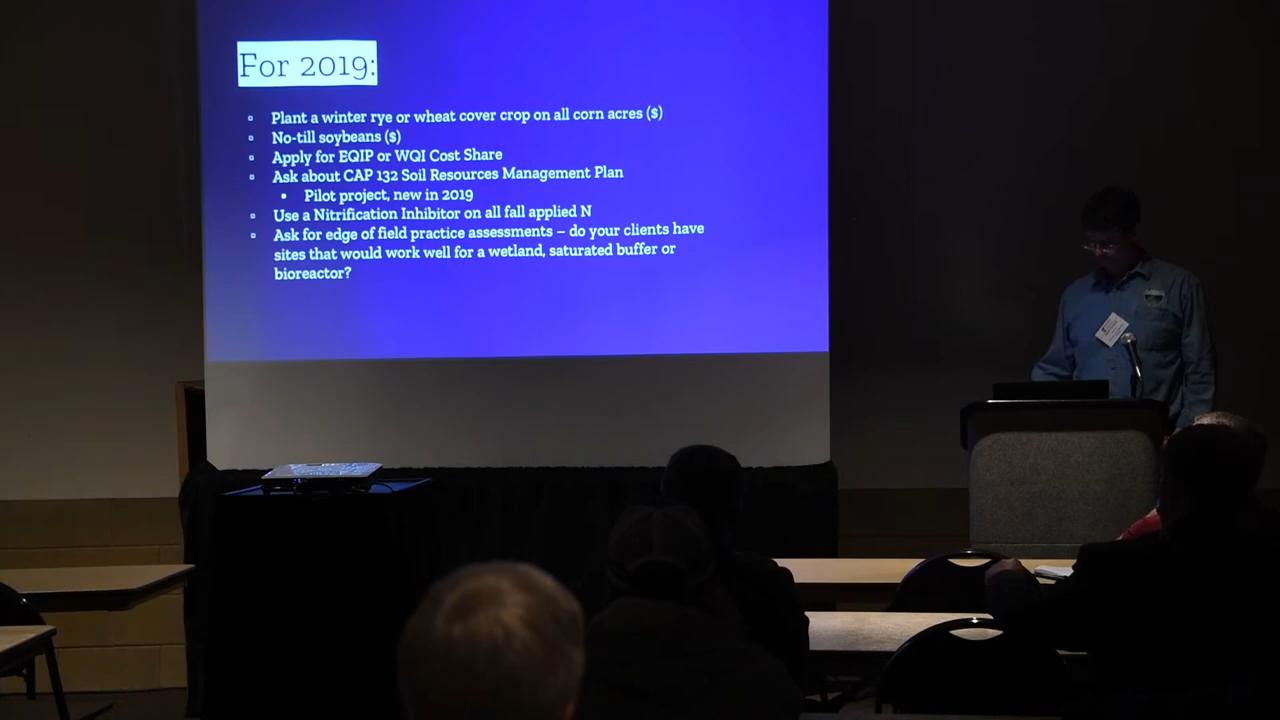 For 2019:
Plant a winter rye or wheat cover crop on all corn acres ($)
No-till soybeans ($)
Apply for EQIP or WQI Cost Share
Ask about CAP 132 Soil Resources Management Plan
Pilot project, new in 2019
Use a Nitrification Inhibitor on all fall applied N
Ask for edge of field practice assessments – do your clients have
sites that would work well for a wetland, saturated buffer or
bioreactor?